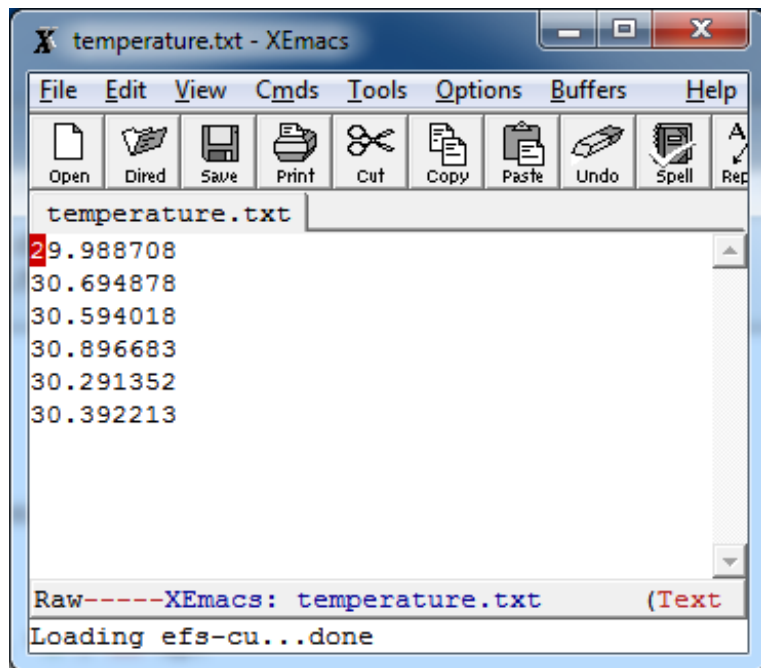 temperature.txt - XEmacs
File Edit View Cmds Tools Options Buffers Help
Open Dired Save Print Cut Copy Paste Undo Spell Rep
temperature.txt
29.988708
30.694878
30.594018
30.896683
30.291352
30.392213
Raw-----XEmacs: temperature.txt (Text
Loading efs-cu...done